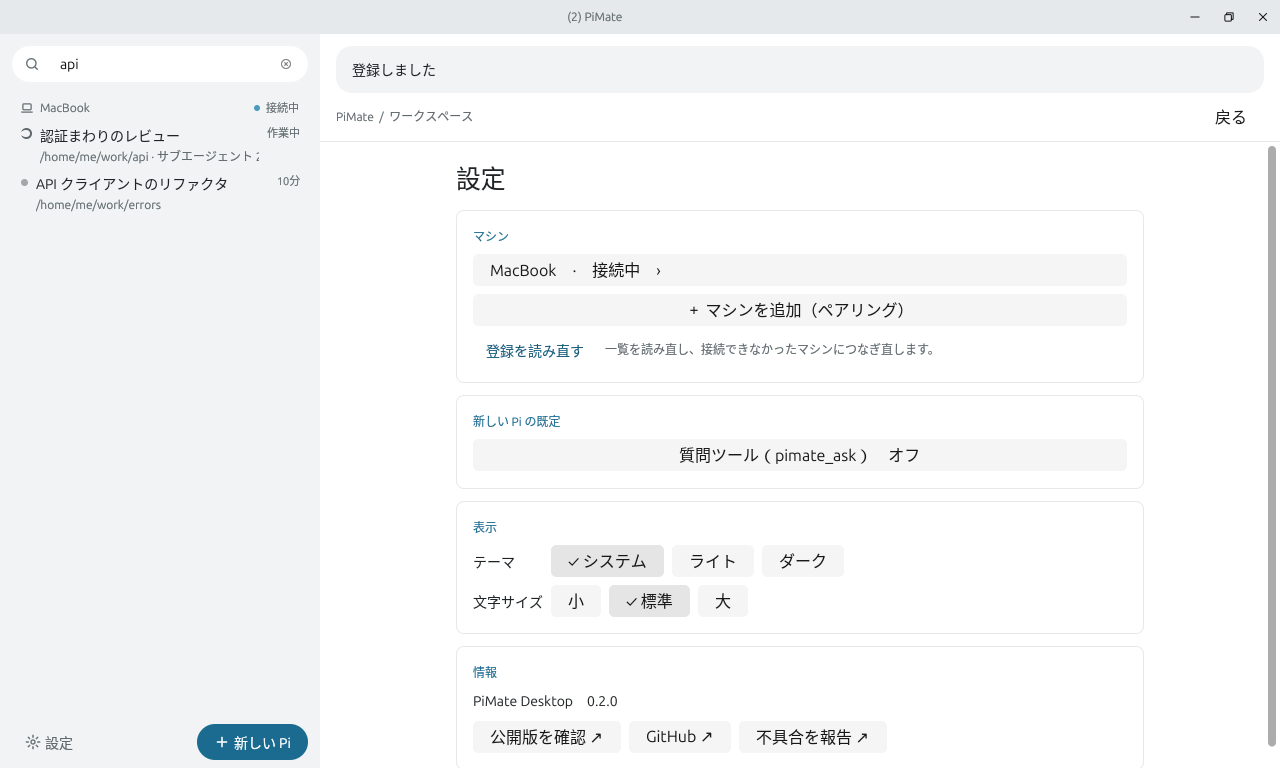 (2) PiMate
api
MacBook 接続中
認証まわりのレビュー 作業中
/home/me/work/api · サブエージェント
API クライアントのリファクタ 10分
/home/me/work/errors
設定
新しい Pi
登録しました
PiMate / ワークスペース
戻る
設定
マシン
MacBook · 接続中 ›
+ マシンを追加（ペアリング）
登録を読み直す 一覧を読み直し、接続できなかったマシンにつなぎ直します。
新しい Pi の既定
質問ツール（pimate_ask） オフ
表示
テーマ ✓システム ライト ダーク
文字サイズ 小 ✓標準 大
情報
PiMate Desktop 0.2.0
公開版を確認 ↗ GitHub ↗ 不具合を報告 ↗